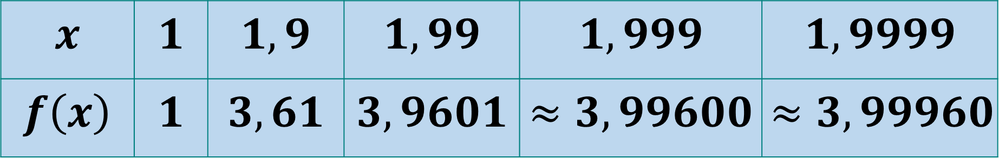 x 1 1,9 1,99 1,999 1,9999
f(x) 1 3,61 3,9601 ≈ 3,99600 ≈ 3,99960